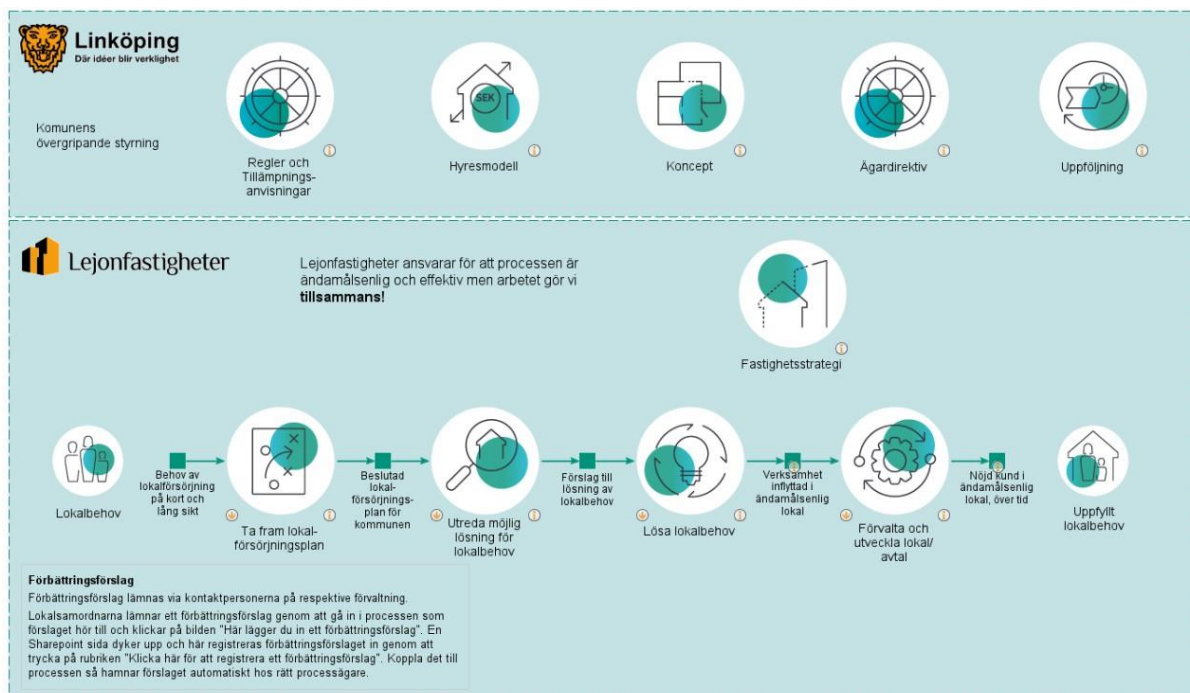 Linköping
Där idéer blir verklighet
Komunens
övergripande styrning
Regler och
Tillämpnings-
anvisningar
SEK
Hyresmodell
Koncept
Ägardirektiv
Uppföljning
Lejonfastigheter
Lejonfastigheter ansvarar för att processen är
ändamålsenlig och effektiv men arbetet gör vi
tillsammans!
Fastighetsstrategi
Lokalbehov
Behov av
lokalförsörjning
på kort och
lång sikt
Ta fram lokal-
försörjningsplan
Beslutad
lokal-
försörjnings-
plan för
kommunen
Utreda möjlig
lösning för
lokalbehov
Förslag till
lösning av
lokalbehov
Lösa lokalbehov
Verksamhet
inflyttad i
ändamålsenlig
lokal
Förvalta och
utveckla lokal/
avtal
Nöjd kund i
ändamålsenlig
lokal, över tid
Uppfyllt
lokalbehov
Förbättringsförslag
Förbättringsförslag lämnas via kontaktpersonerna på respektive förvaltning.
Lokalsamordnarna lämnar ett förbättringsförslag genom att gå in i processen som
förslaget hör till och klickar på bilden "Här lägger du in ett förbättringsförslag". En
Sharepoint sida dyker upp och här registreras förbättringsförslaget in genom att
trycka på rubriken "Klicka här för att registrera ett förbättringsförslag". Koppla det till
processen så hamnar förslaget automatiskt hos rätt processägare.